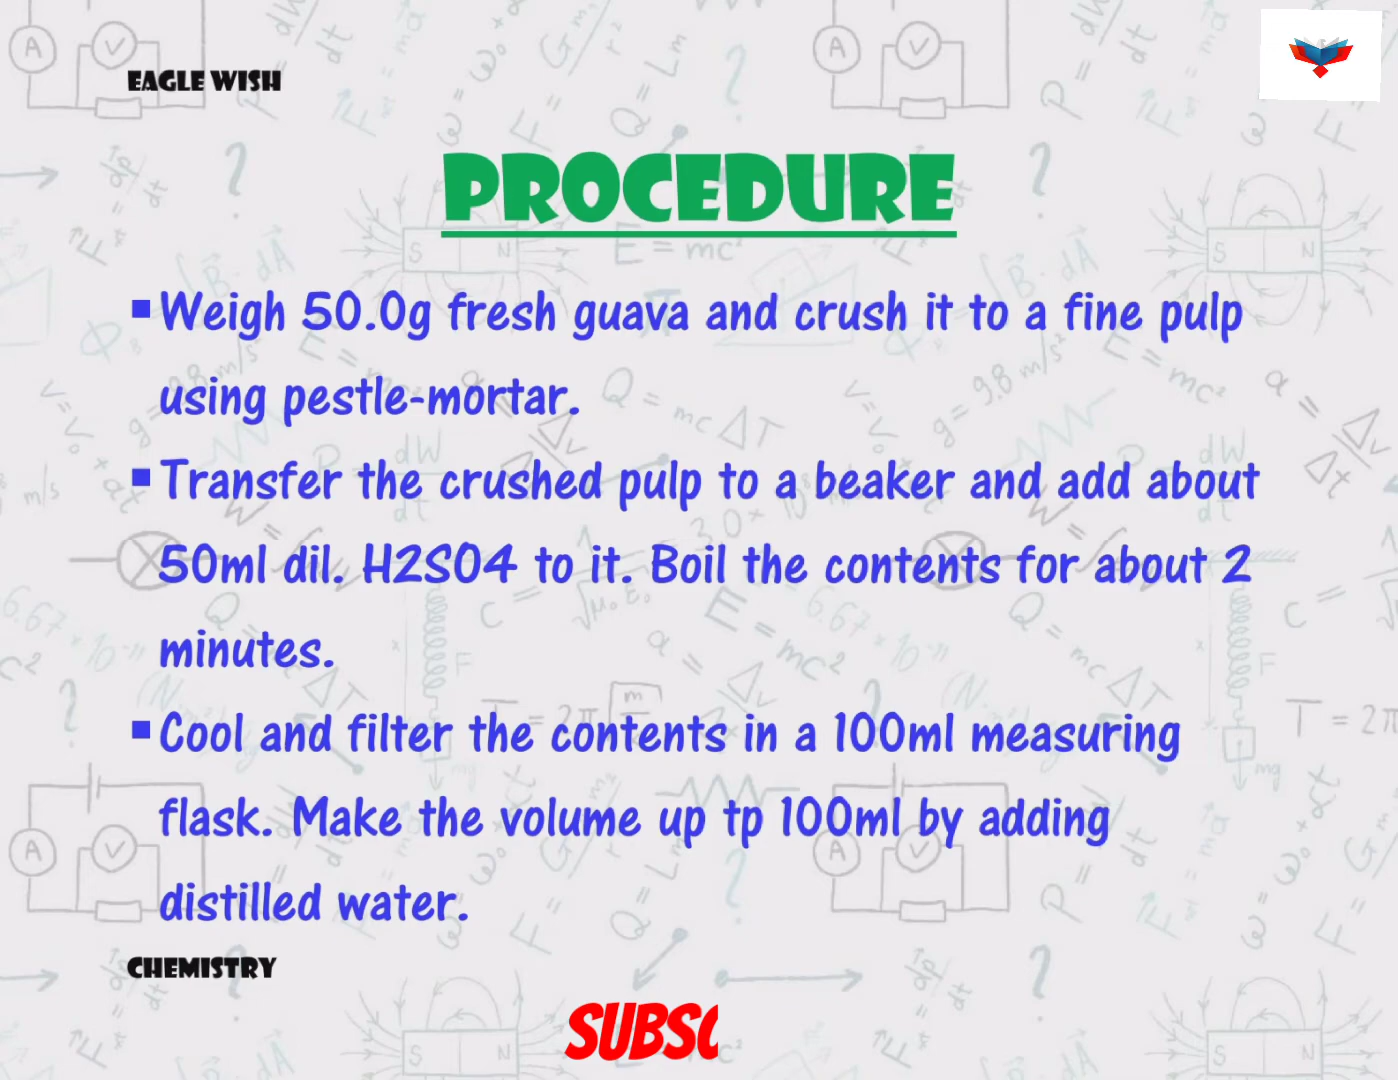 EAGLE WISH
PROCEDURE
▪Weigh 50.0g fresh guava and crush it to a fine pulp
using pestle-mortar.
▪Transfer the crushed pulp to a beaker and add about
50ml dil. H2SO4 to it. Boil the contents for about 2
minutes.
▪Cool and filter the contents in a 100ml measuring
flask. Make the volume up tp 100ml by adding
distilled water.
CHEMISTRY
SUBSC